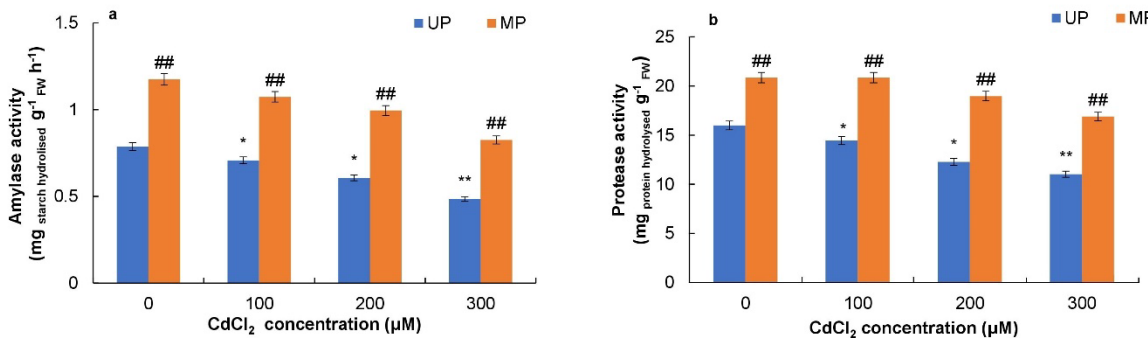 a
UP MP
Amylase activity
(mg starch hydrolised g⁻¹ FW h⁻¹)
1.5
1
0.5
0
##
##
##
##
*
*
**
0 100 200 300
CdCl₂ concentration (µM)
b
UP MP
Protease activity
(mg protein hydrolysed g⁻¹ FW)
25
20
15
10
5
0
##
##
##
##
*
*
**
0 100 200 300
CdCl₂ concentration (µM)